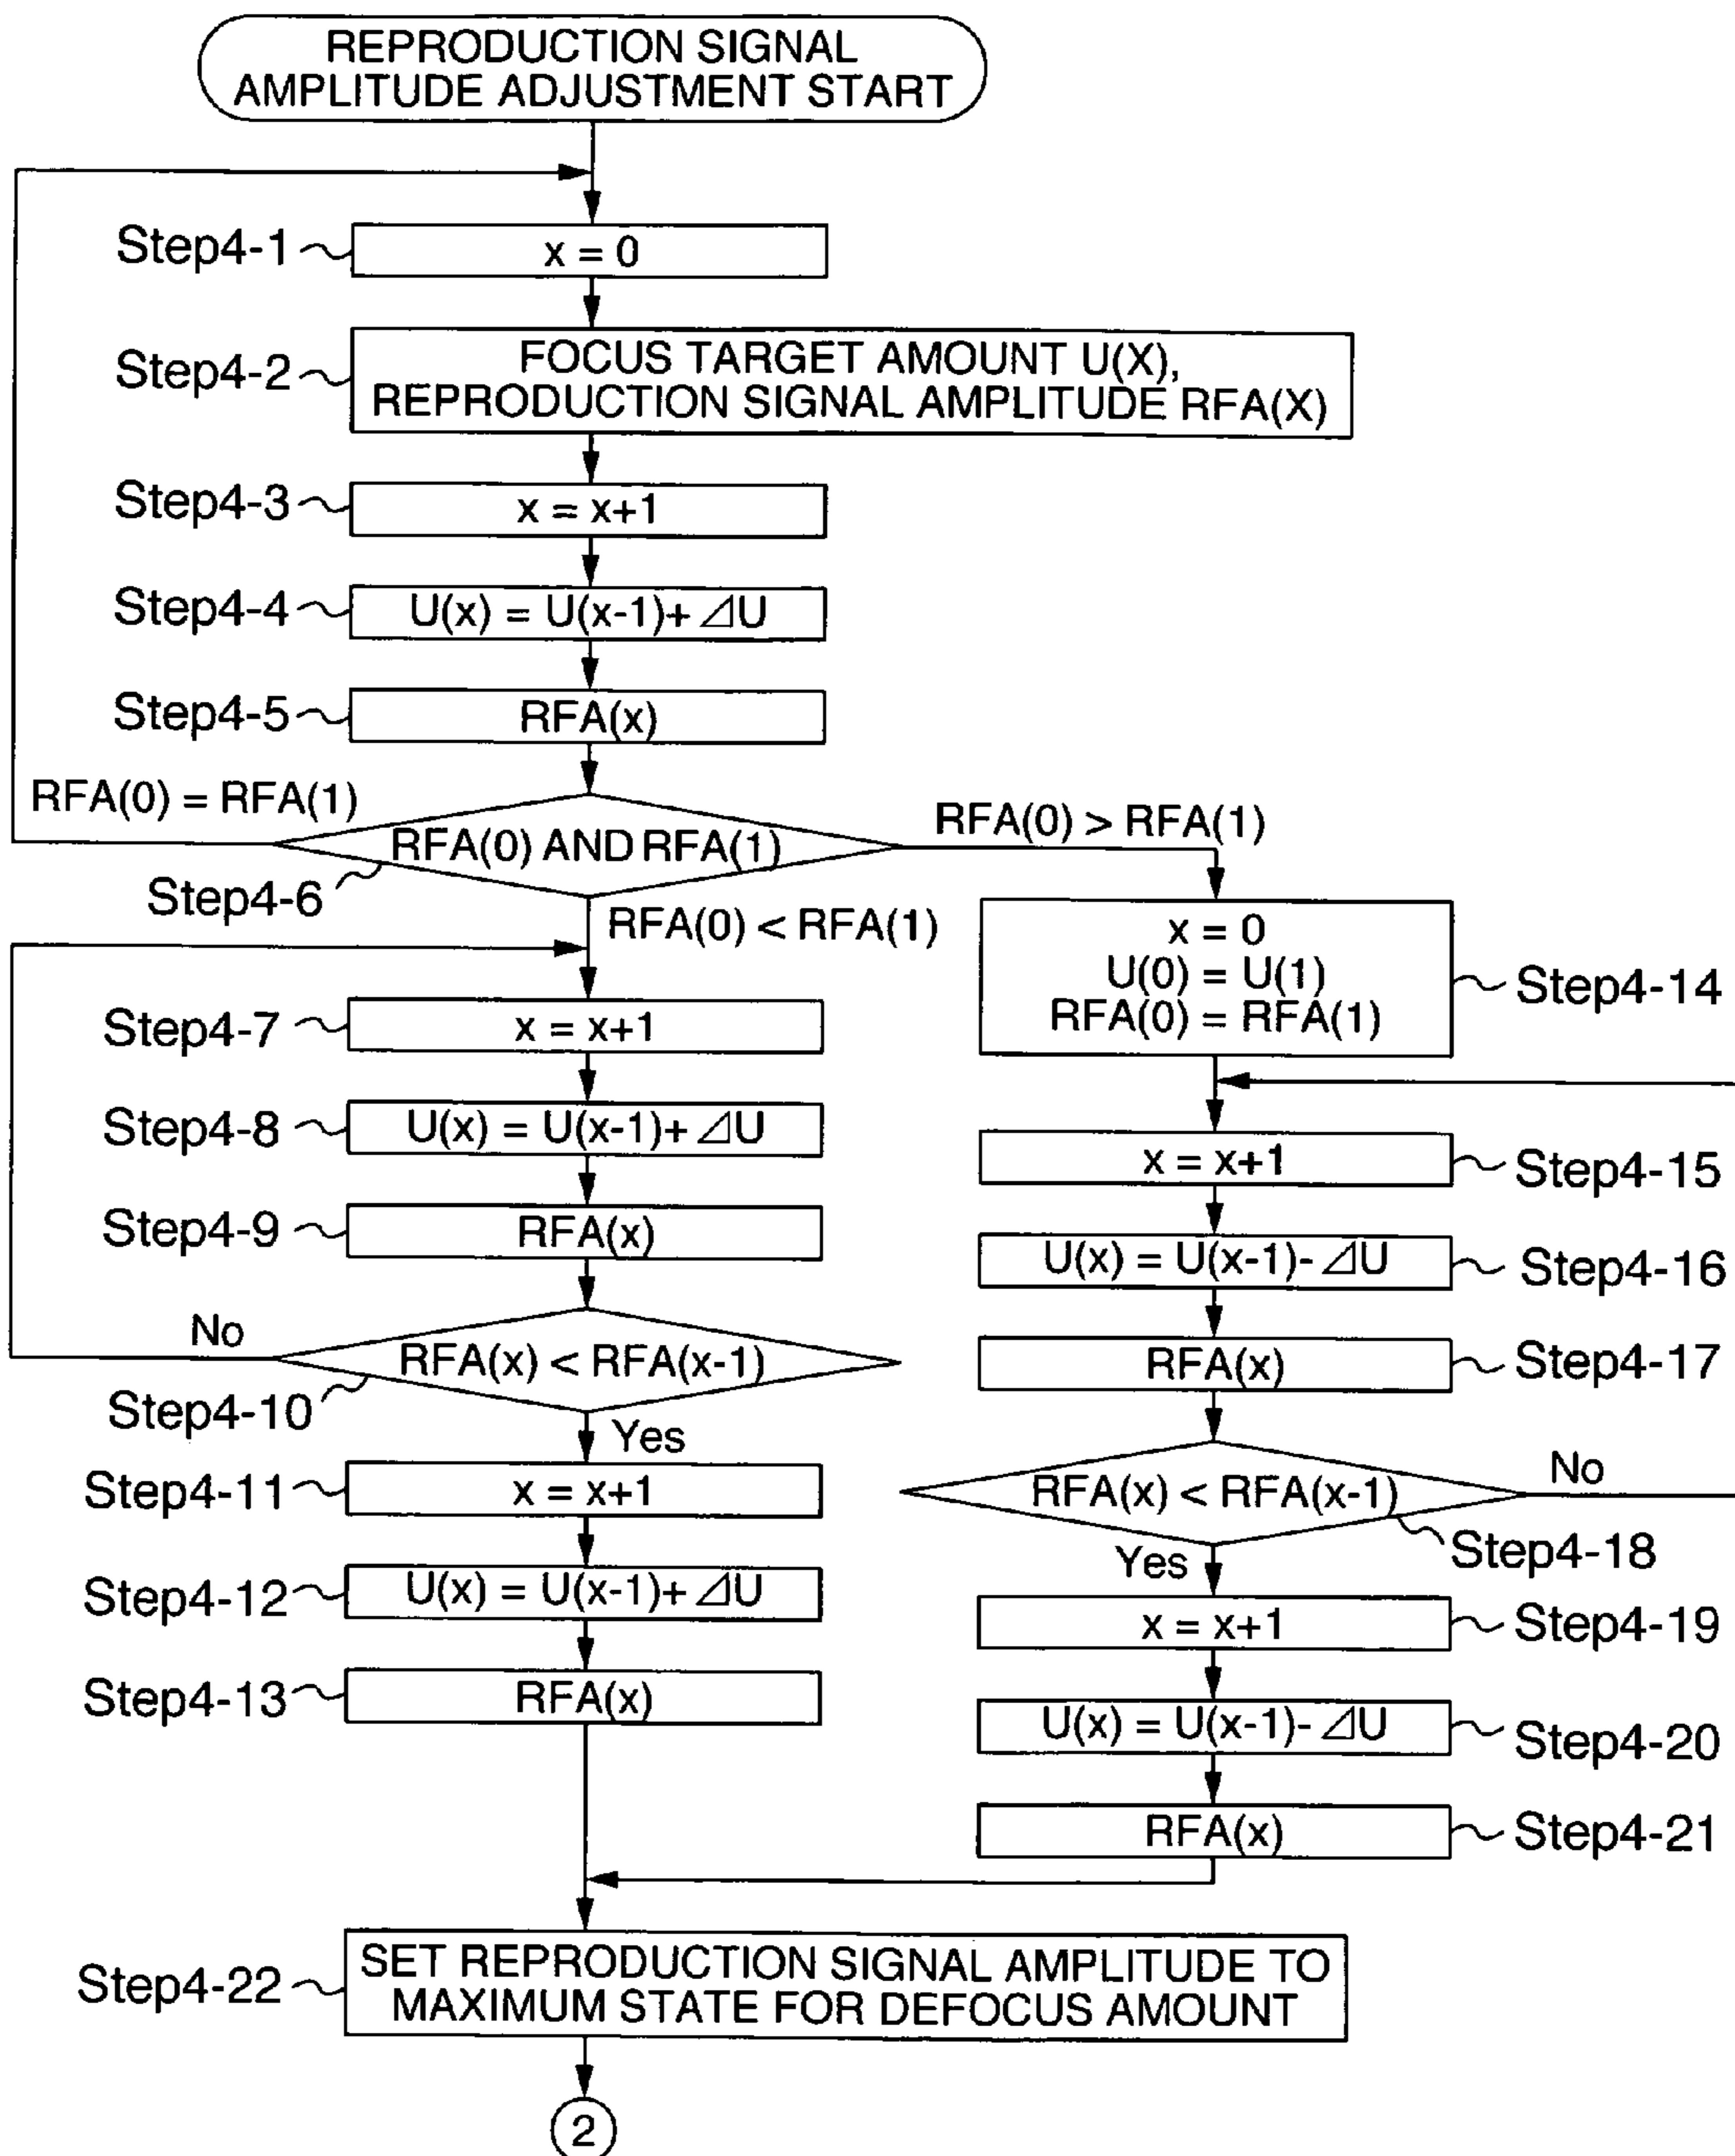 REPRODUCTION SIGNAL
AMPLITUDE ADJUSTMENT START
Step4-1
x = 0
Step4-2
FOCUS TARGET AMOUNT U(X),
REPRODUCTION SIGNAL AMPLITUDE RFA(X)
Step4-3
x = x+1
Step4-4
U(x) = U(x-1)+ ⊿U
Step4-5
RFA(x)
RFA(0) = RFA(1)
RFA(0) AND RFA(1)
RFA(0) > RFA(1)
Step4-6
RFA(0) < RFA(1)
Step4-7
x = x+1
Step4-8
U(x) = U(x-1)+ ⊿U
Step4-9
RFA(x)
No
RFA(x) < RFA(x-1)
Step4-10
Yes
Step4-11
x = x+1
Step4-12
U(x) = U(x-1)+ ⊿U
Step4-13
RFA(x)
x = 0
U(0) = U(1)
RFA(0) = RFA(1)
Step4-14
x = x+1
Step4-15
U(x) = U(x-1)- ⊿U
Step4-16
RFA(x)
Step4-17
RFA(x) < RFA(x-1)
No
Step4-18
Yes
x = x+1
Step4-19
U(x) = U(x-1)- ⊿U
Step4-20
RFA(x)
Step4-21
Step4-22
SET REPRODUCTION SIGNAL AMPLITUDE TO
MAXIMUM STATE FOR DEFOCUS AMOUNT
2